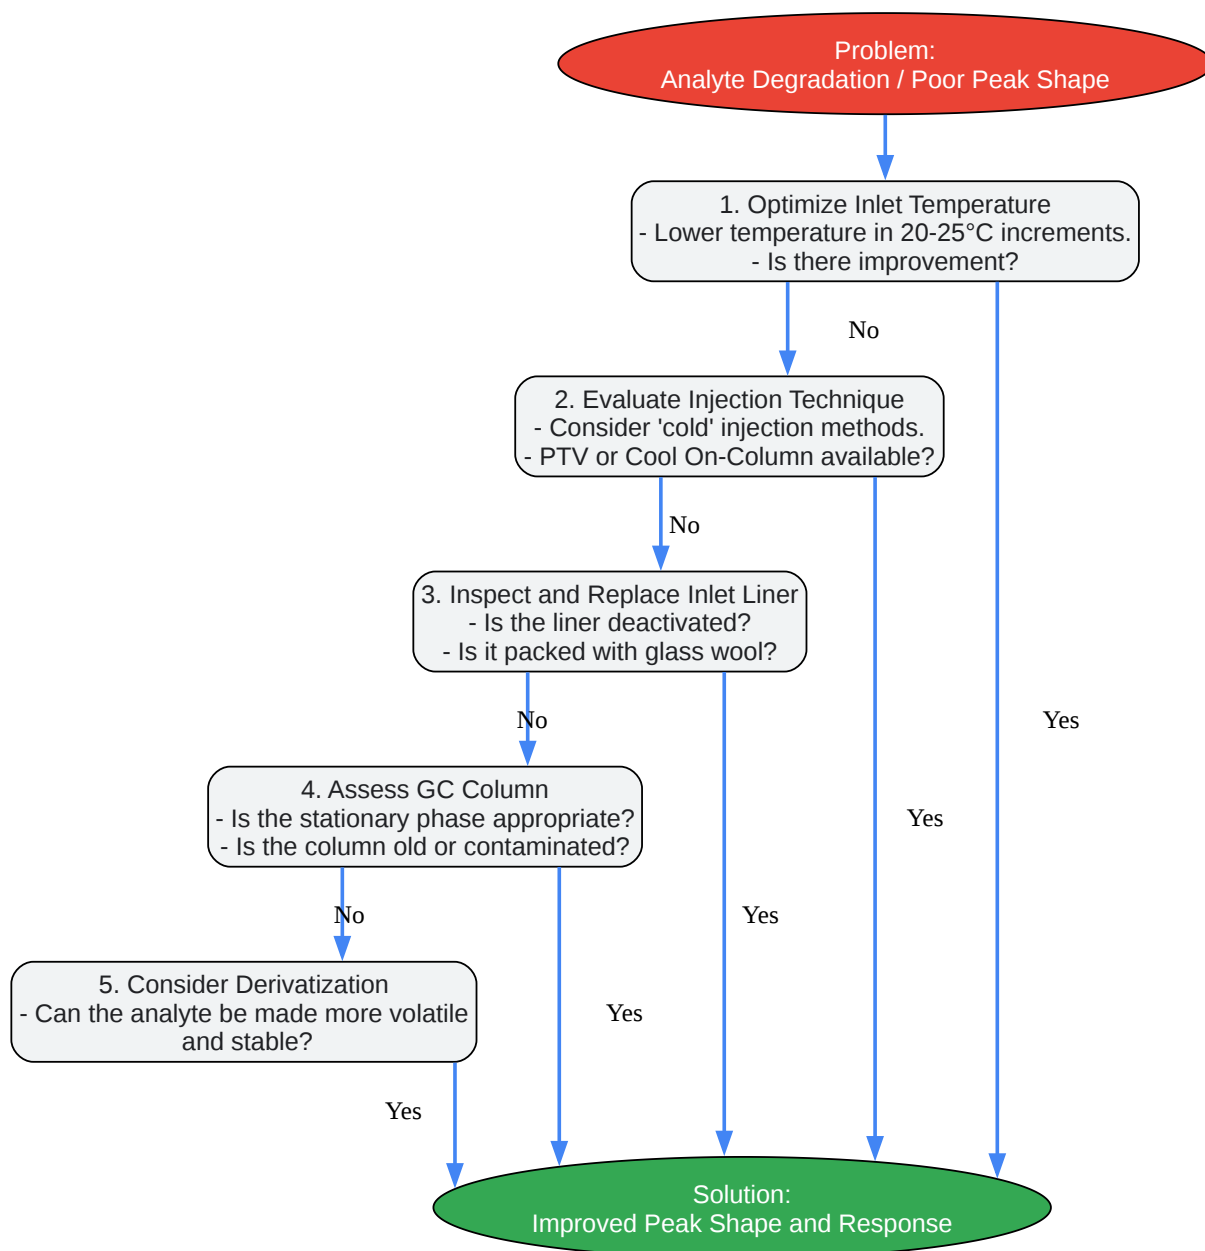 Problem:
Analyte Degradation / Poor Peak Shape
1. Optimize Inlet Temperature
- Lower temperature in 20-25°C increments.
- Is there improvement?
No
2. Evaluate Injection Technique
- Consider 'cold' injection methods.
- PTV or Cool On-Column available?
No
3. Inspect and Replace Inlet Liner
- Is the liner deactivated?
- Is it packed with glass wool?
No
Yes
4. Assess GC Column
- Is the stationary phase appropriate?
- Is the column old or contaminated?
Yes
No
Yes
5. Consider Derivatization
- Can the analyte be made more volatile
and stable?
Yes
Yes
Solution:
Improved Peak Shape and Response